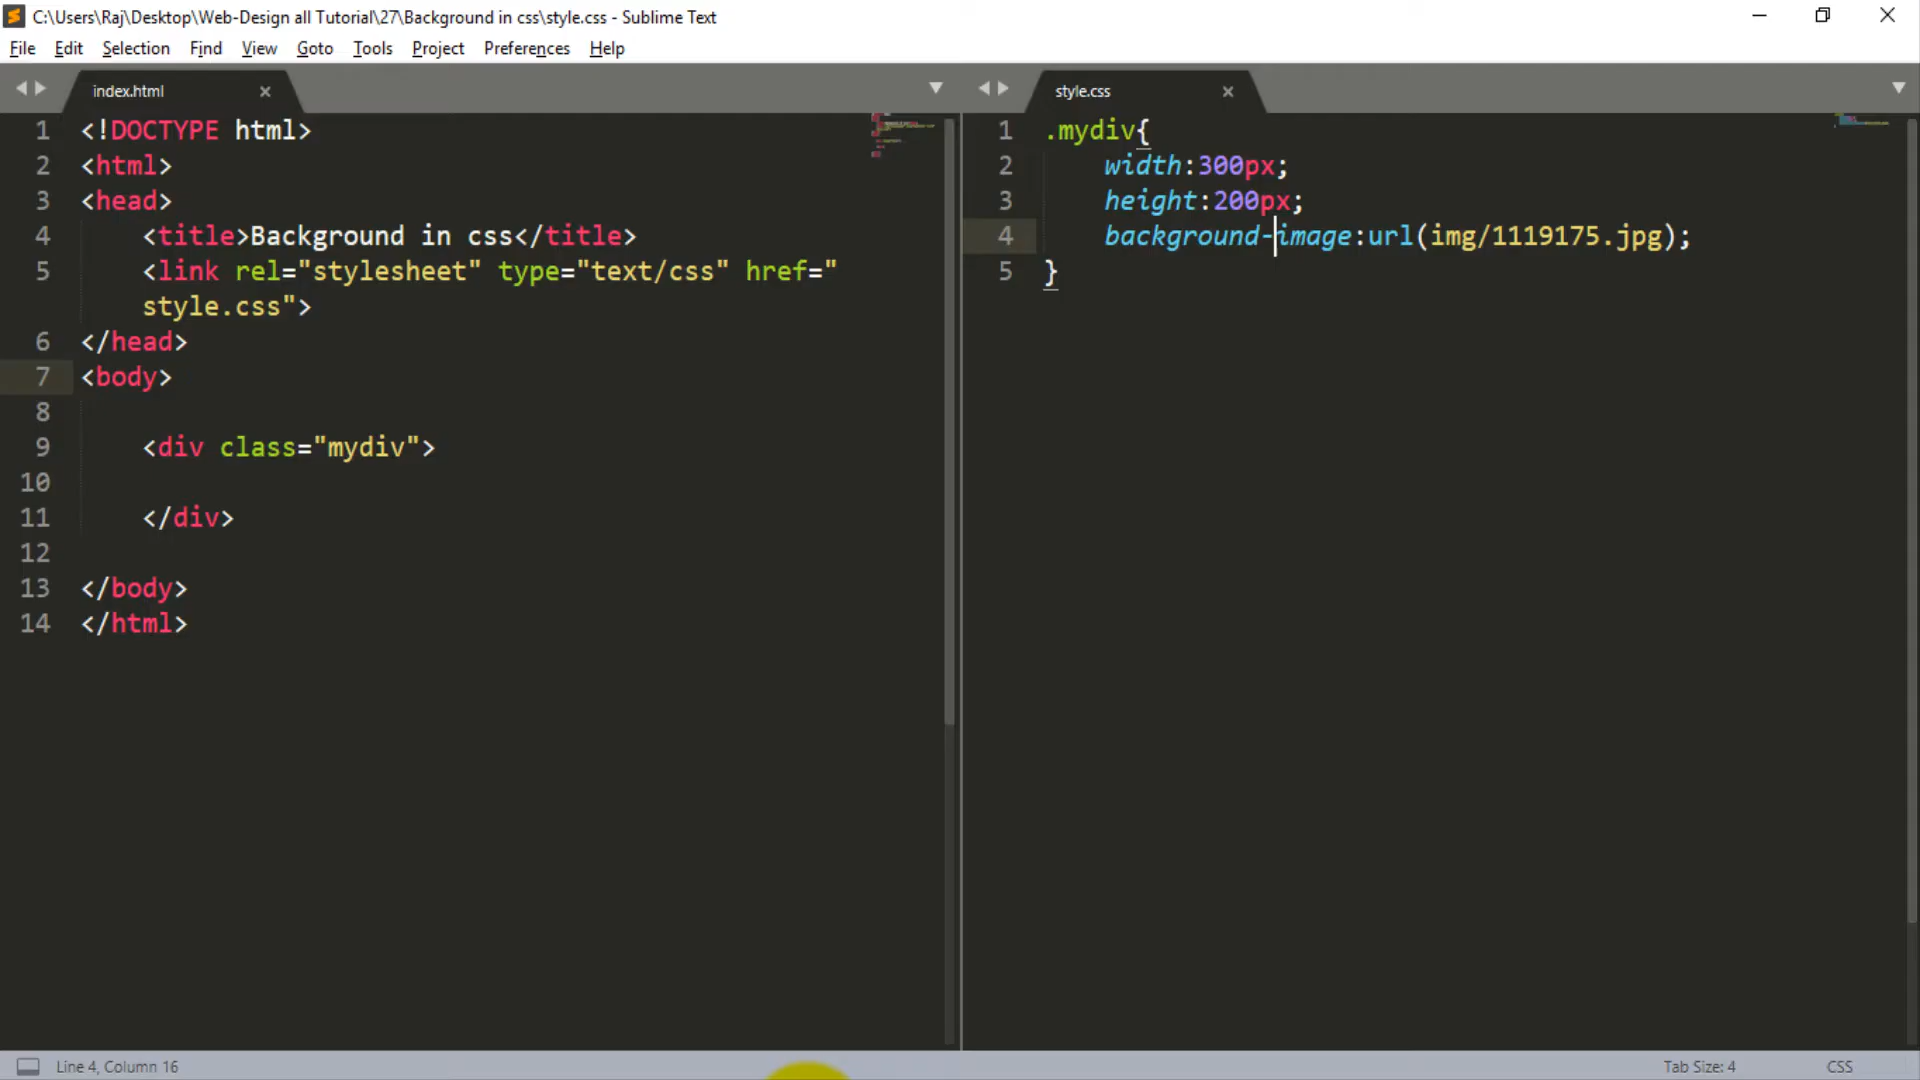 C:\Users\Raj\Desktop\Web-Design all Tutorial\27\Background in css\style.css - Sublime Text
File Edit Selection Find View Goto Tools Project Preferences Help
index.html
1 <!DOCTYPE html>
2 <html>
3 <head>
4 <title>Background in css</title>
5 <link rel="stylesheet" type="text/css" href="
style.css">
6 </head>
7 <body>
8
9 <div class="mydiv">
10
11 </div>
12
13 </body>
14 </html>
style.css
1 .mydiv{
2 width:300px;
3 height:200px;
4 background-image:url(img/1119175.jpg);
5 }
Line 4, Column 16
Tab Size: 4
CSS